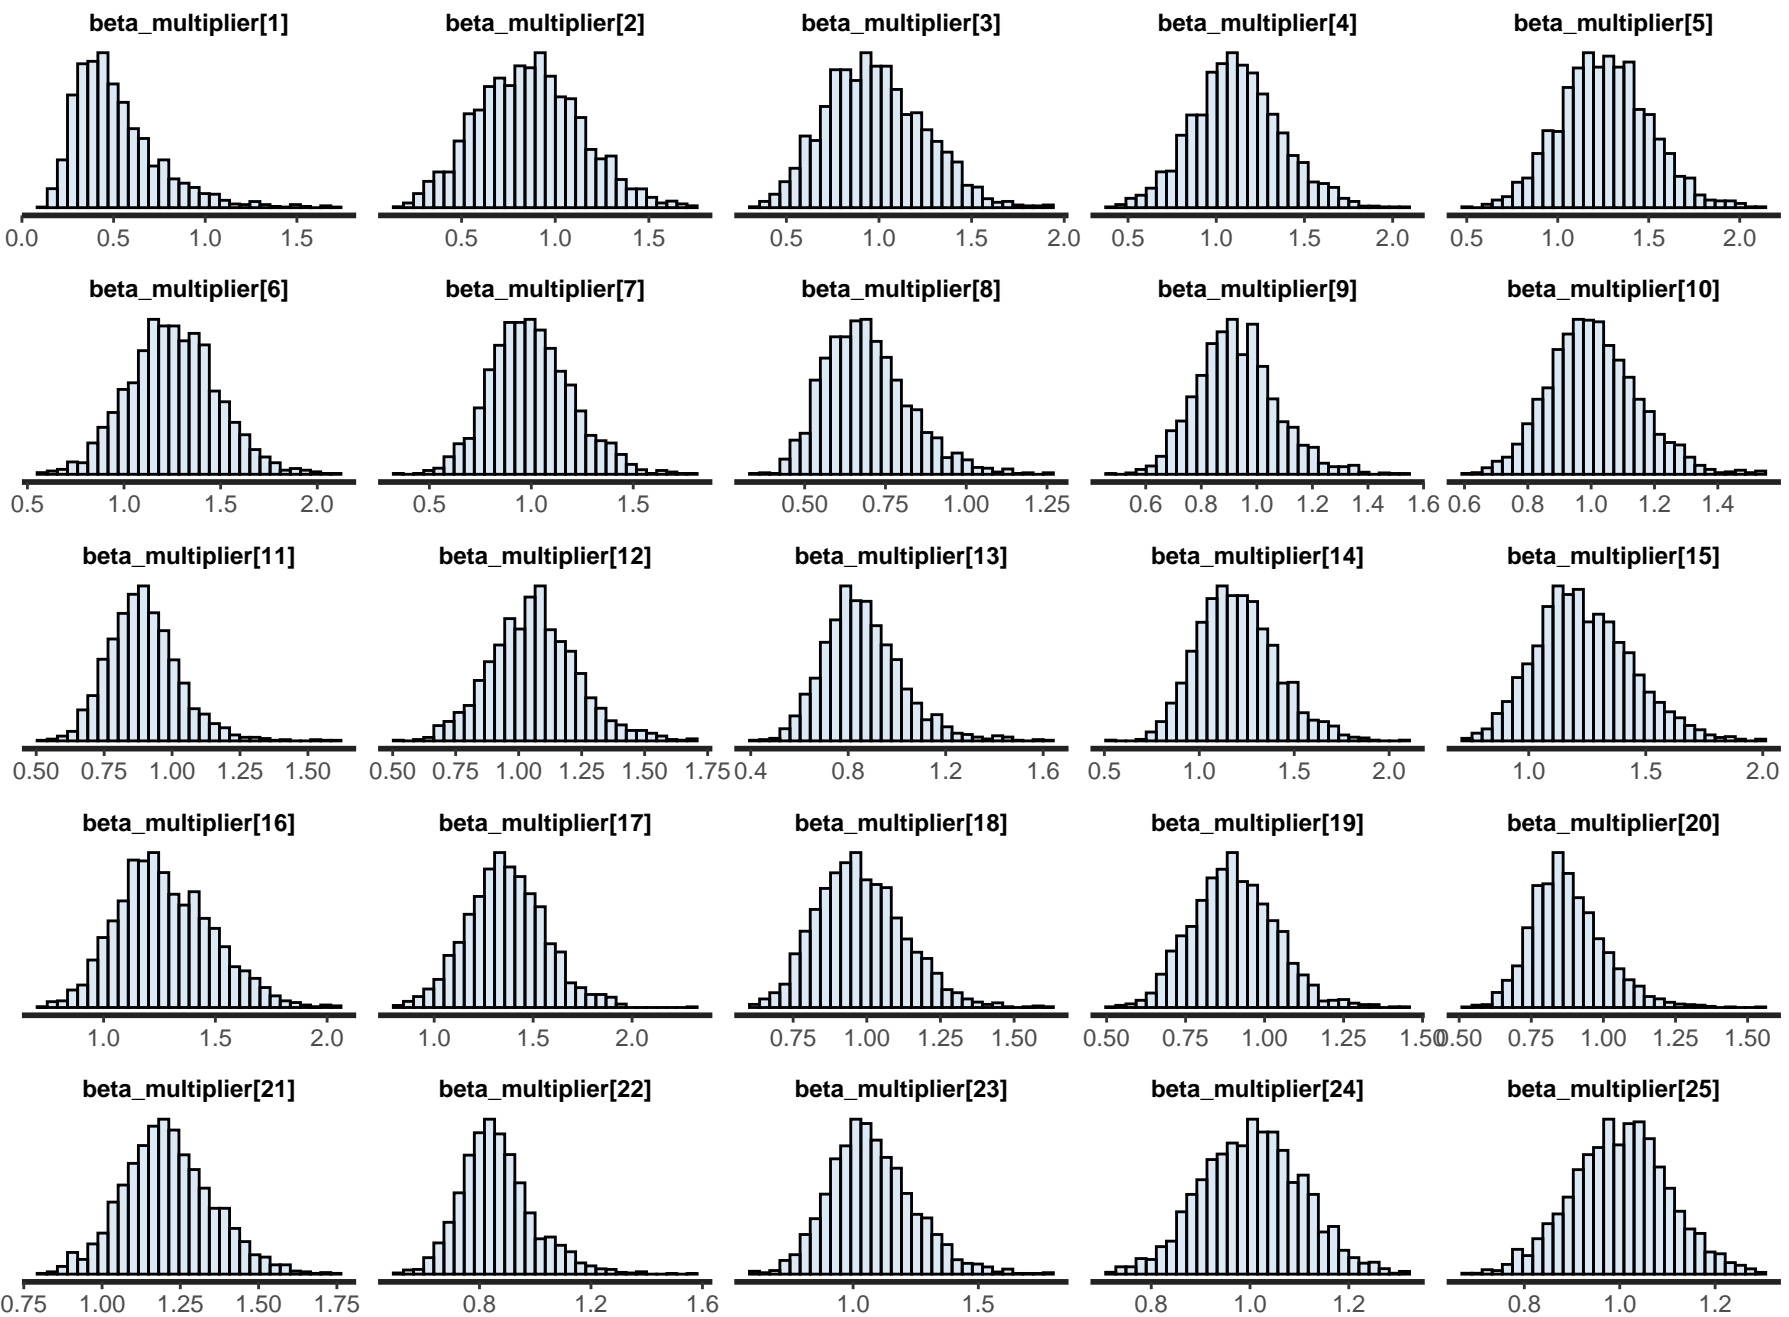 beta_multiplier[1] beta_multiplier[2] beta_multiplier[3] beta_multiplier[4] beta_multiplier[5]
0.0 0.5 1.0 1.5 0.5 1.0 1.5 0.5 1.0 1.5 2.0 0.5 1.0 1.5 2.0 0.5 1.0 1.5 2.0
beta_multiplier[6] beta_multiplier[7] beta_multiplier[8] beta_multiplier[9] beta_multiplier[10]
0.5 1.0 1.5 2.0 0.5 1.0 1.5 0.50 0.75 1.00 1.25 0.6 0.8 1.0 1.2 1.4 1.6 0.6 0.8 1.0 1.2 1.4
beta_multiplier[11] beta_multiplier[12] beta_multiplier[13] beta_multiplier[14] beta_multiplier[15]
0.50 0.75 1.00 1.25 1.50 0.50 0.75 1.00 1.25 1.50 1.75 0.4 0.8 1.2 1.6 0.5 1.0 1.5 2.0 1.0 1.5 2.0
beta_multiplier[16] beta_multiplier[17] beta_multiplier[18] beta_multiplier[19] beta_multiplier[20]
1.0 1.5 2.0 1.0 1.5 2.0 0.75 1.00 1.25 1.50 0.50 0.75 1.00 1.25 1.50 0.50 0.75 1.00 1.25 1.50
beta_multiplier[21] beta_multiplier[22] beta_multiplier[23] beta_multiplier[24] beta_multiplier[25]
0.75 1.00 1.25 1.50 1.75 0.8 1.2 1.6 1.0 1.5 0.8 1.0 1.2 0.8 1.0 1.2